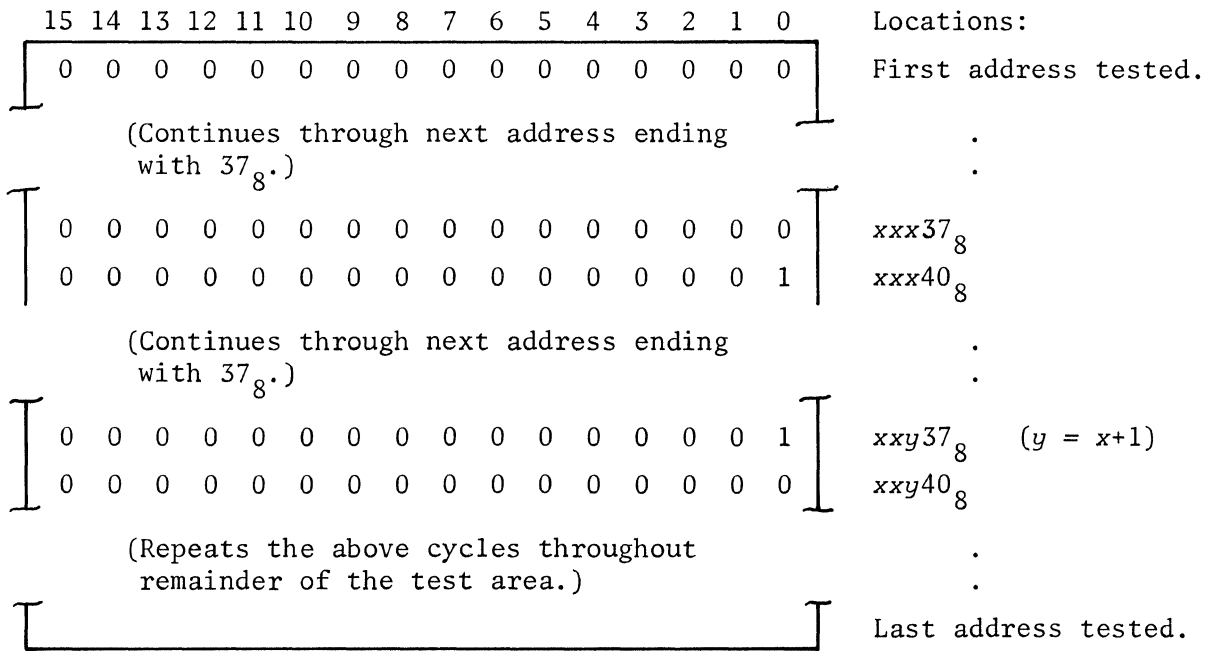 15 14 13 12 11 10 9 8 7 6 5 4 3 2 1 0 Locations:
0 0 0 0 0 0 0 0 0 0 0 0 0 0 0 0 First address tested.
(Continues through next address ending .
with 37₈.) .
0 0 0 0 0 0 0 0 0 0 0 0 0 0 0 0 xxx37₈
0 0 0 0 0 0 0 0 0 0 0 0 0 0 0 1 xxx40₈
(Continues through next address ending .
with 37₈.) .
0 0 0 0 0 0 0 0 0 0 0 0 0 0 0 1 xxy37₈ (y = x+1)
0 0 0 0 0 0 0 0 0 0 0 0 0 0 0 0 xxy40₈
(Repeats the above cycles throughout .
remainder of the test area.) .
Last address tested.